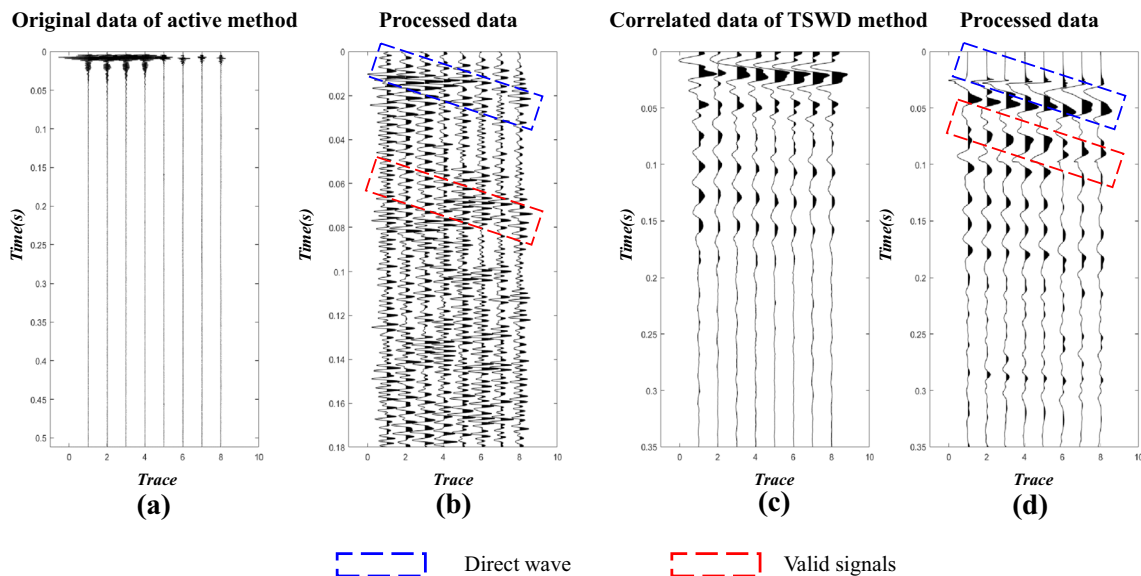 Original data of active method
Processed data
Correlated data of TSWD method
Processed data
0
0.05
0.1
0.15
0.2
0.25
0.3
0.35
0.4
0.45
0.5
Time(s)
0 2 4 6 8 10
Trace
(a)
0
0.02
0.04
0.06
0.08
0.1
0.12
0.14
0.16
0.18
Time(s)
0 2 4 6 8 10
Trace
(b)
0
0.05
0.1
0.15
0.2
0.25
0.3
0.35
Time(s)
0 2 4 6 8 10
Trace
(c)
0
0.05
0.1
0.15
0.2
0.25
0.3
0.35
Time(s)
0 2 4 6 8 10
Trace
(d)
Direct wave
Valid signals